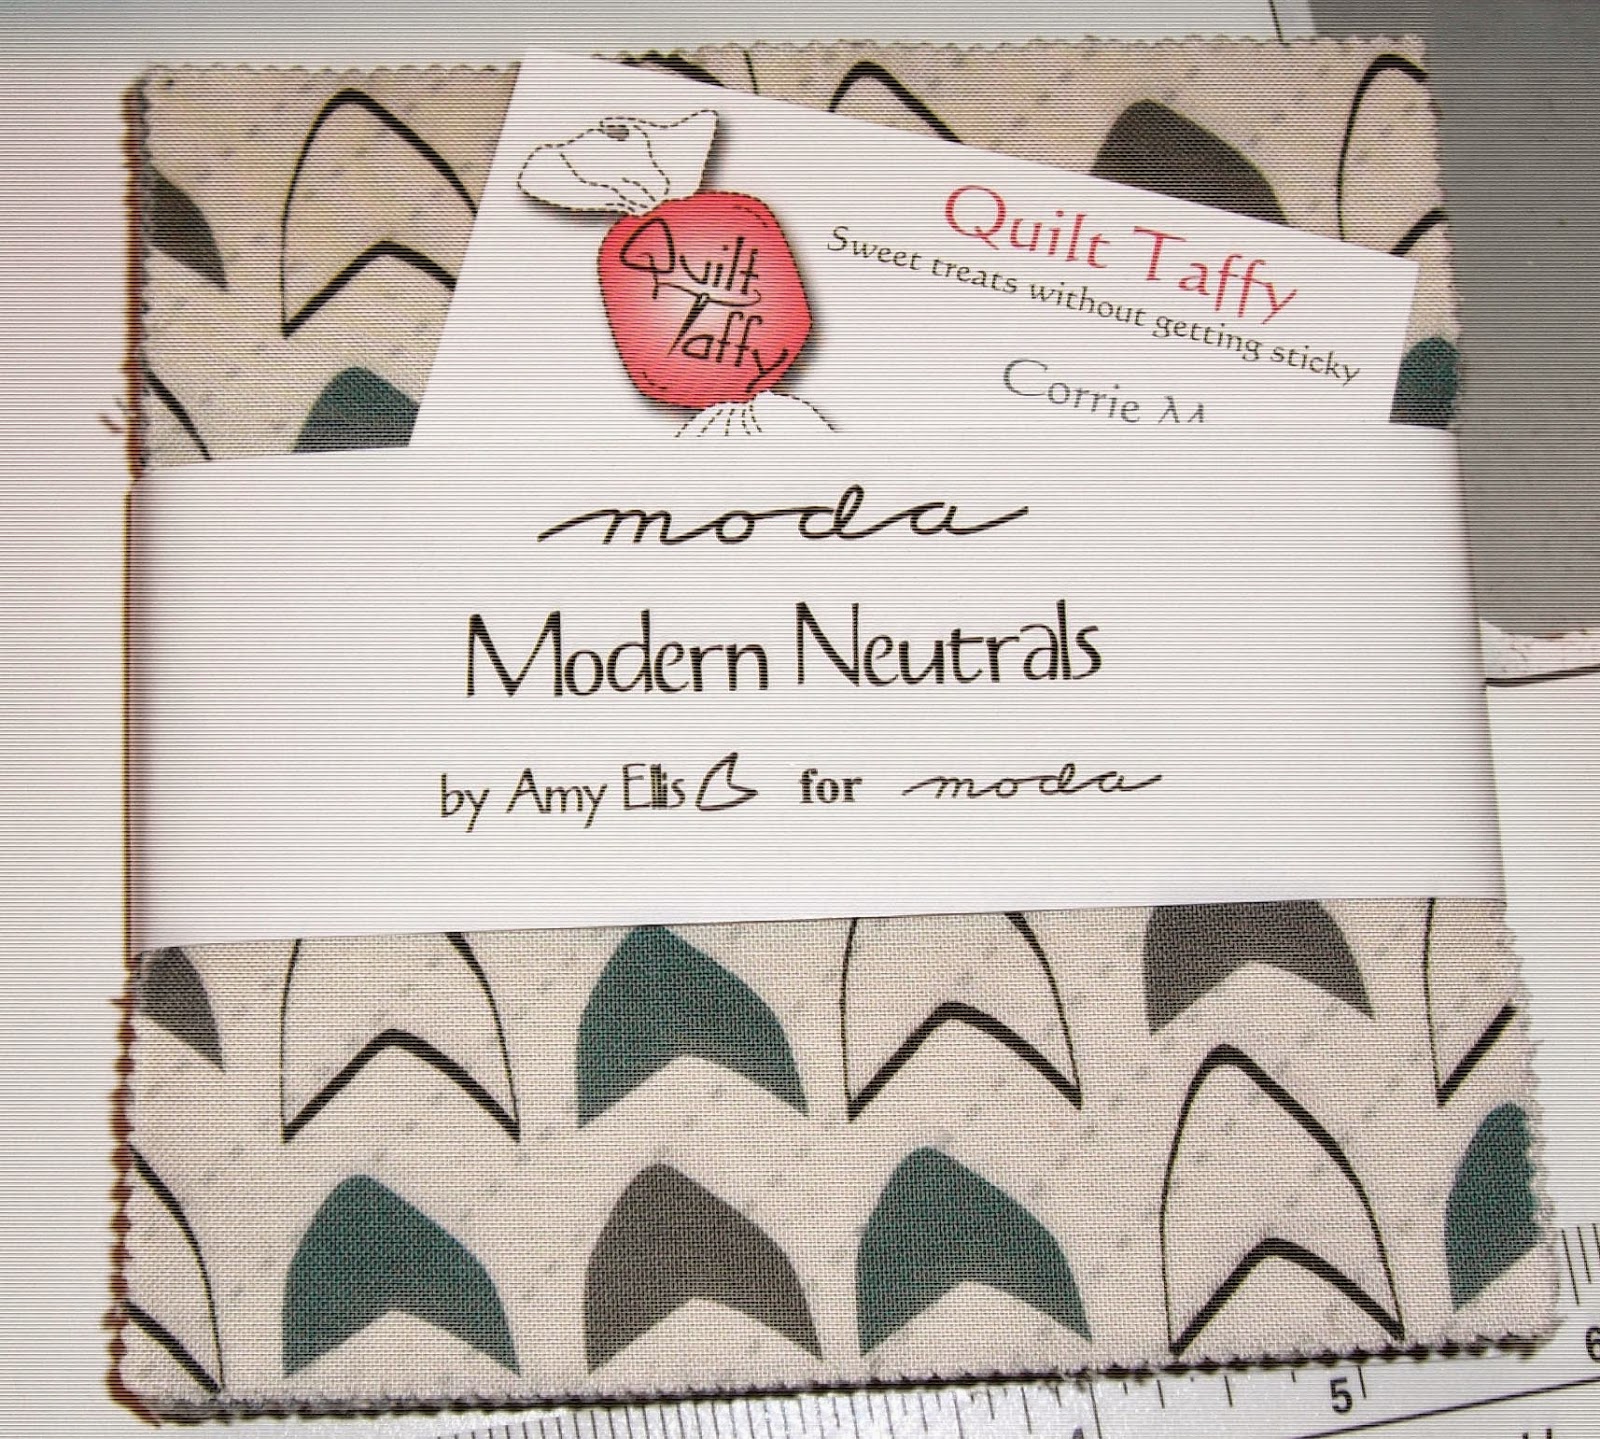 Quilt
Taffy
Quilt Taffy
Sweet treats without getting sticky
Corrie
moda
Modern Neutrals
by Amy Ellis for moda
5
6